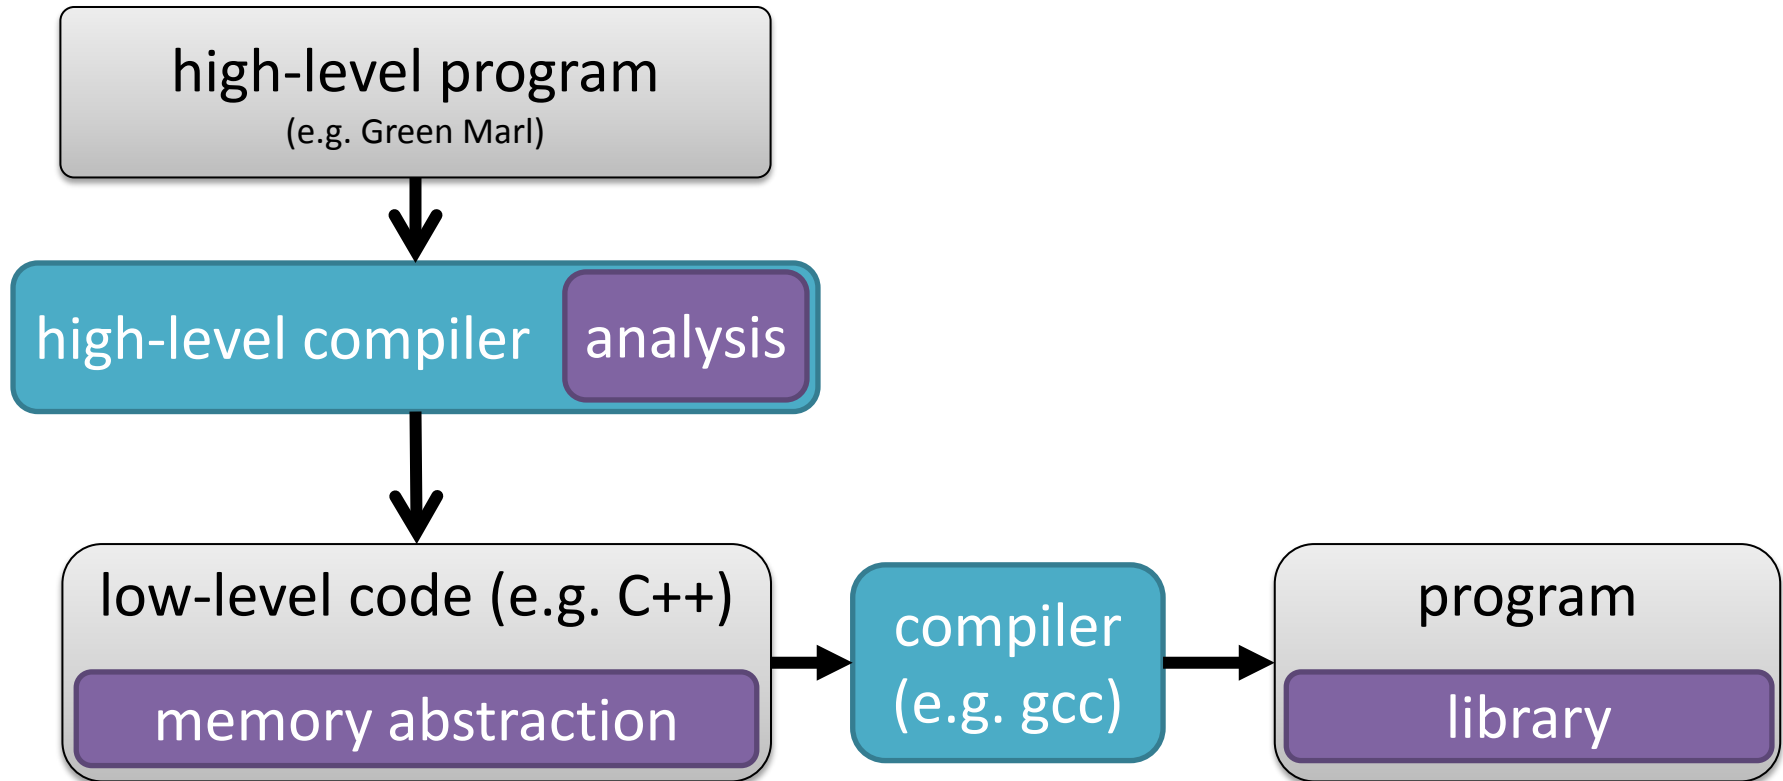 high-level program
(e.g. Green Marl)
high-level compiler
analysis
low-level code (e.g. C++)
memory abstraction
compiler
(e.g. gcc)
program
library